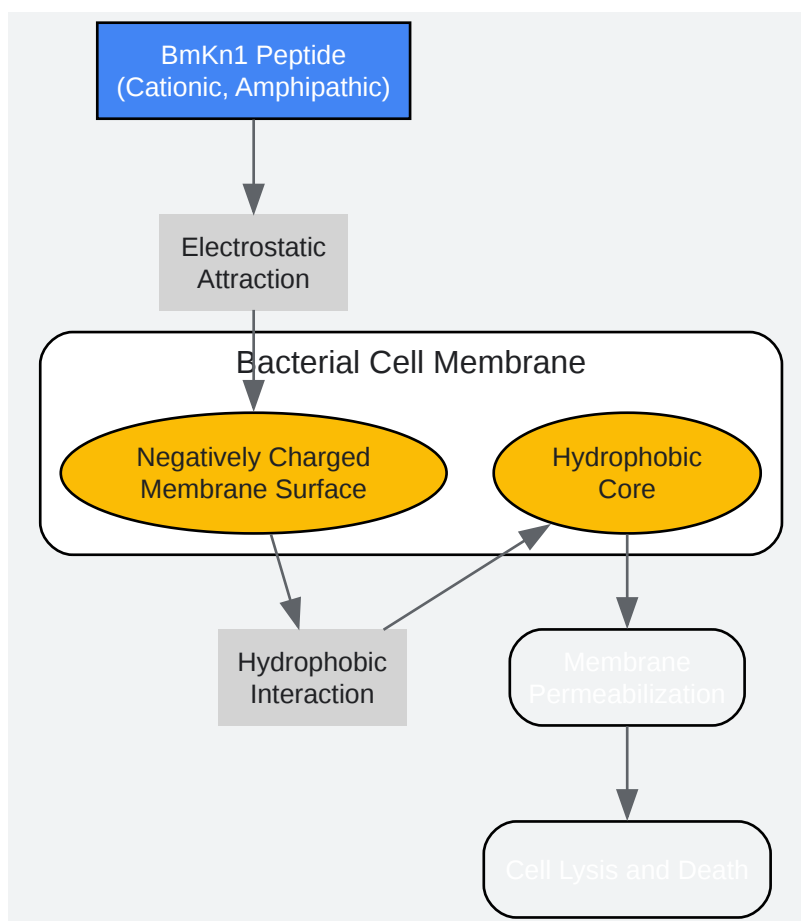 BmKn1 Peptide
(Cationic, Amphipathic)
Electrostatic
Attraction
Bacterial Cell Membrane
Negatively Charged
Membrane Surface
Hydrophobic
Core
Hydrophobic
Interaction
Membrane
Permeabilization
Cell Lysis and Death